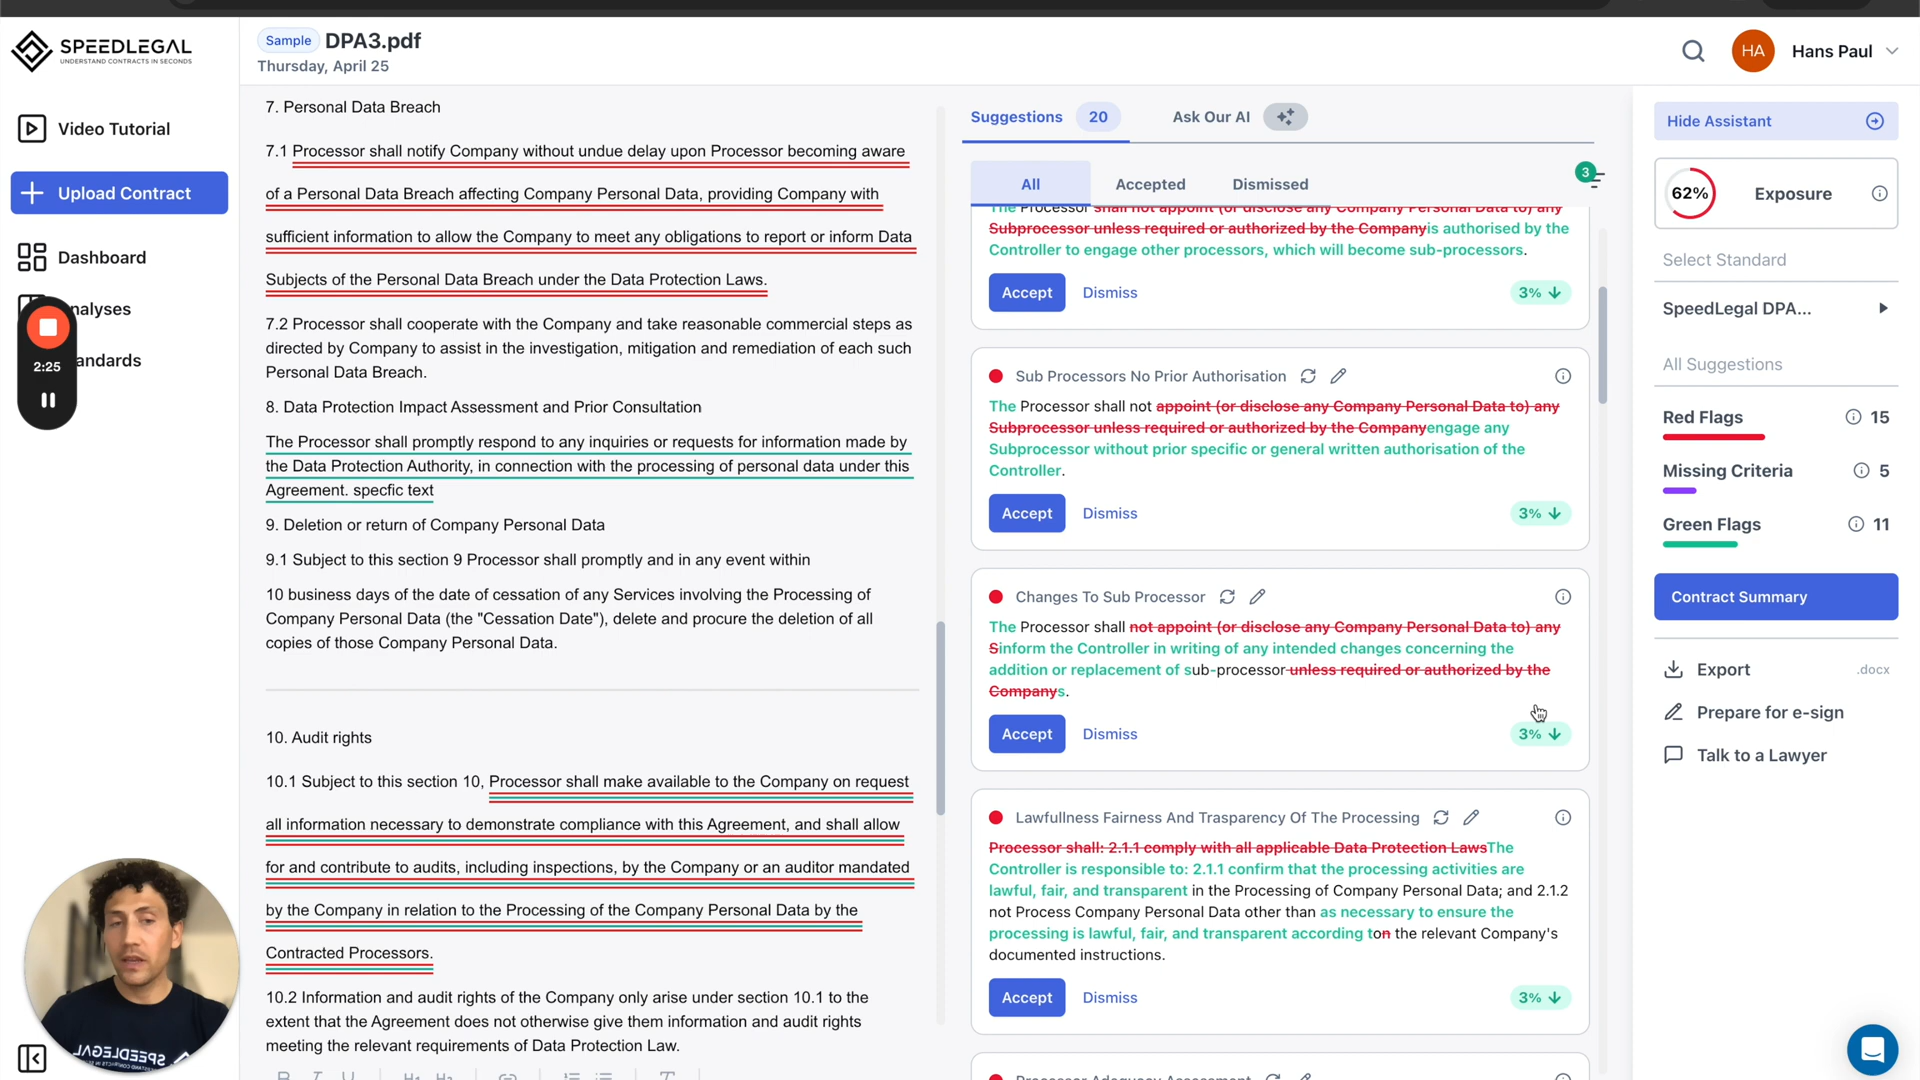 SPEEDLEGAL
UNDERSTAND CONTRACTS IN SECONDS
Video Tutorial
Upload Contract
Dashboard
nalyses
andards
2:25
Sample DPA3.pdf
Thursday, April 25
HA Hans Paul
7. Personal Data Breach
7.1 Processor shall notify Company without undue delay upon Processor becoming aware
of a Personal Data Breach affecting Company Personal Data, providing Company with
sufficient information to allow the Company to meet any obligations to report or inform Data
Subjects of the Personal Data Breach under the Data Protection Laws.
7.2 Processor shall cooperate with the Company and take reasonable commercial steps as
directed by Company to assist in the investigation, mitigation and remediation of each such
Personal Data Breach.
8. Data Protection Impact Assessment and Prior Consultation
The Processor shall promptly respond to any inquiries or requests for information made by
the Data Protection Authority, in connection with the processing of personal data under this
Agreement. specfic text
9. Deletion or return of Company Personal Data
9.1 Subject to this section 9 Processor shall promptly and in any event within
10 business days of the date of cessation of any Services involving the Processing of
Company Personal Data (the "Cessation Date"), delete and procure the deletion of all
copies of those Company Personal Data.
10. Audit rights
10.1 Subject to this section 10, Processor shall make available to the Company on request
all information necessary to demonstrate compliance with this Agreement, and shall allow
for and contribute to audits, including inspections, by the Company or an auditor mandated
by the Company in relation to the Processing of the Company Personal Data by the
Contracted Processors.
10.2 Information and audit rights of the Company only arise under section 10.1 to the
extent that the Agreement does not otherwise give them information and audit rights
meeting the relevant requirements of Data Protection Law.
Suggestions 20 Ask Our AI
All Accepted Dismissed 3
The Processor shall not appoint (or disclose any Company Personal Data to) any
Subprocessor unless required or authorized by the Companyis authorised by the
Controller to engage other processors, which will become sub-processors.
Accept Dismiss 3%
Sub Processors No Prior Authorisation
The Processor shall not appoint (or disclose any Company Personal Data to) any
Subprocessor unless required or authorized by the Companyengage any
Subprocessor without prior specific or general written authorisation of the
Controller.
Accept Dismiss 3%
Changes To Sub Processor
The Processor shall not appoint (or disclose any Company Personal Data to) any
Sinform the Controller in writing of any intended changes concerning the
addition or replacement of sub-processor unless required or authorized by the
Companys.
Accept Dismiss 3%
Lawfullness Fairness And Trasparency Of The Processing
Processor shall: 2.1.1 comply with all applicable Data Protection LawsThe
Controller is responsible to: 2.1.1 confirm that the processing activities are
lawful, fair, and transparent in the Processing of Company Personal Data; and 2.1.2
not Process Company Personal Data other than as necessary to ensure the
processing is lawful, fair, and transparent according ton the relevant Company's
documented instructions.
Accept Dismiss 3%
Processor Adequacy Assessment
Hide Assistant
62% Exposure
Select Standard
SpeedLegal DPA...
All Suggestions
Red Flags 15
Missing Criteria 5
Green Flags 11
Contract Summary
Export .docx
Prepare for e-sign
Talk to a Lawyer
SPEEDLEGAL